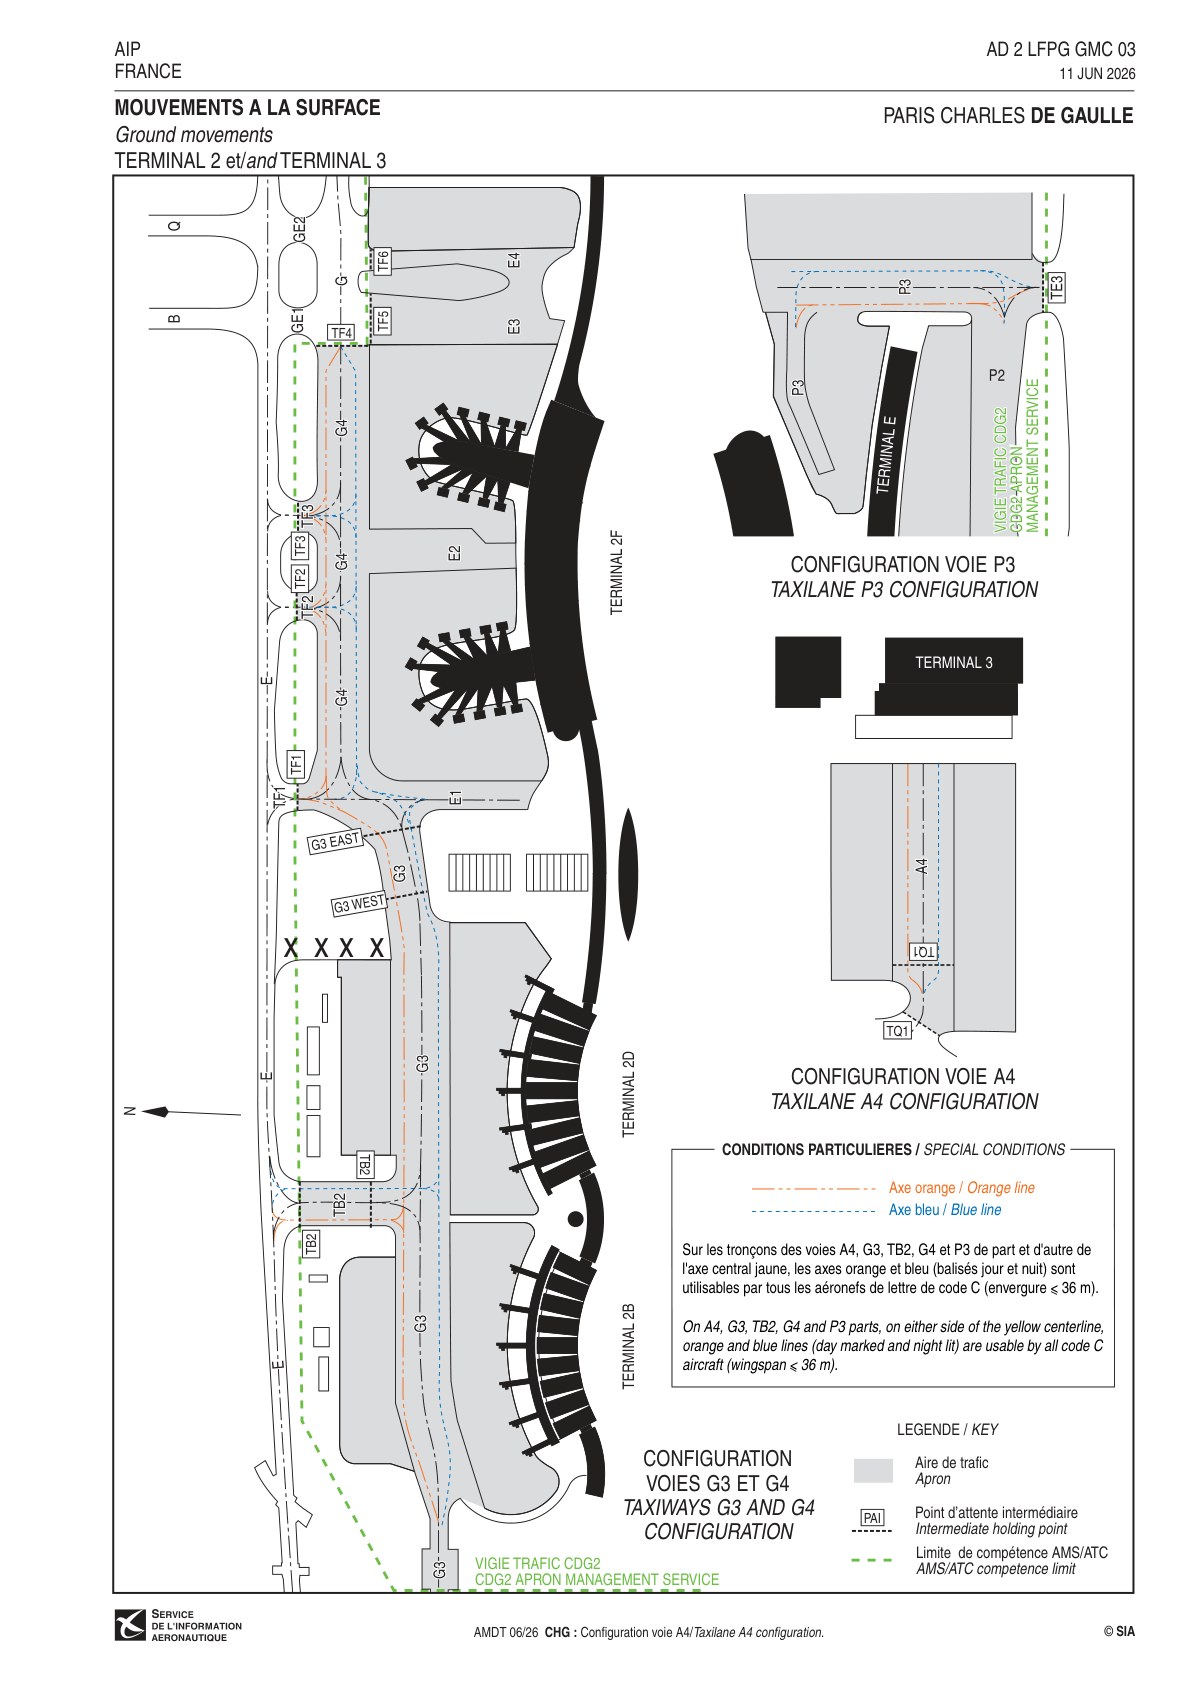 AIP
FRANCE
AD 2 LFPG GMC 03
11 JUN 2026
MOUVEMENTS A LA SURFACE
Ground movements
TERMINAL 2 et/and TERMINAL 3
PARIS CHARLES DE GAULLE
Q
B
GE2
GE1
G
TF4
TF6
TF5
E4
E3
G4
TF3
TF3
TF2
TF2
G4
E2
TERMINAL 2F
E
G4
TF1
TF1
E1
G3 EAST
G3
G3 WEST
X X X X
E
G3
N
TERMINAL 2D
TB2
TB2
TB2
G3
E
TERMINAL 2B
G3
VIGIE TRAFIC CDG2
CDG2 APRON MANAGEMENT SERVICE
CONFIGURATION
VOIES G3 ET G4
TAXIWAYS G3 AND G4
CONFIGURATION
P3
TE3
P3
P2
TERMINAL E
VIGIE TRAFIC CDG2
CDG2 APRON
MANAGEMENT SERVICE
CONFIGURATION VOIE P3
TAXILANE P3 CONFIGURATION
TERMINAL 3
A4
TQ1
TQ1
CONFIGURATION VOIE A4
TAXILANE A4 CONFIGURATION
CONDITIONS PARTICULIERES / SPECIAL CONDITIONS
Axe orange / Orange line
Axe bleu / Blue line
Sur les tronçons des voies A4, G3, TB2, G4 et P3 de part et d'autre de
l'axe central jaune, les axes orange et bleu (balisés jour et nuit) sont
utilisables par tous les aéronefs de lettre de code C (envergure ⩽ 36 m).
On A4, G3, TB2, G4 and P3 parts, on either side of the yellow centerline,
orange and blue lines (day marked and night lit) are usable by all code C
aircraft (wingspan ⩽ 36 m).
LEGENDE / KEY
Aire de trafic
Apron
PAI
Point d'attente intermédiaire
Intermediate holding point
Limite de compétence AMS/ATC
AMS/ATC competence limit
SERVICE
DE L'INFORMATION
AERONAUTIQUE
AMDT 06/26 CHG : Configuration voie A4/Taxilane A4 configuration.
© SIA